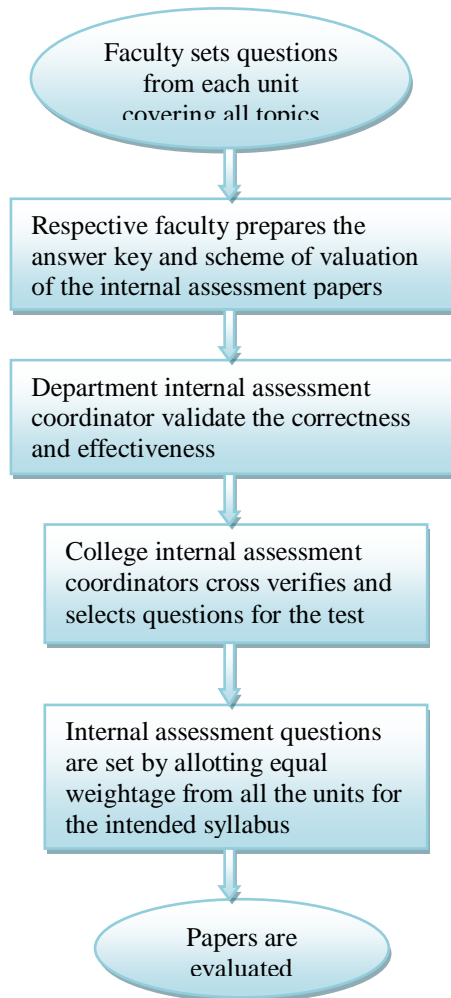 Faculty sets questions
from each unit
covering all topics
Respective faculty prepares the
answer key and scheme of valuation
of the internal assessment papers
Department internal assessment
coordinator validate the correctness
and effectiveness
College internal assessment
coordinators cross verifies and
selects questions for the test
Internal assessment questions
are set by allotting equal
weightage from all the units for
the intended syllabus
Papers are
evaluated